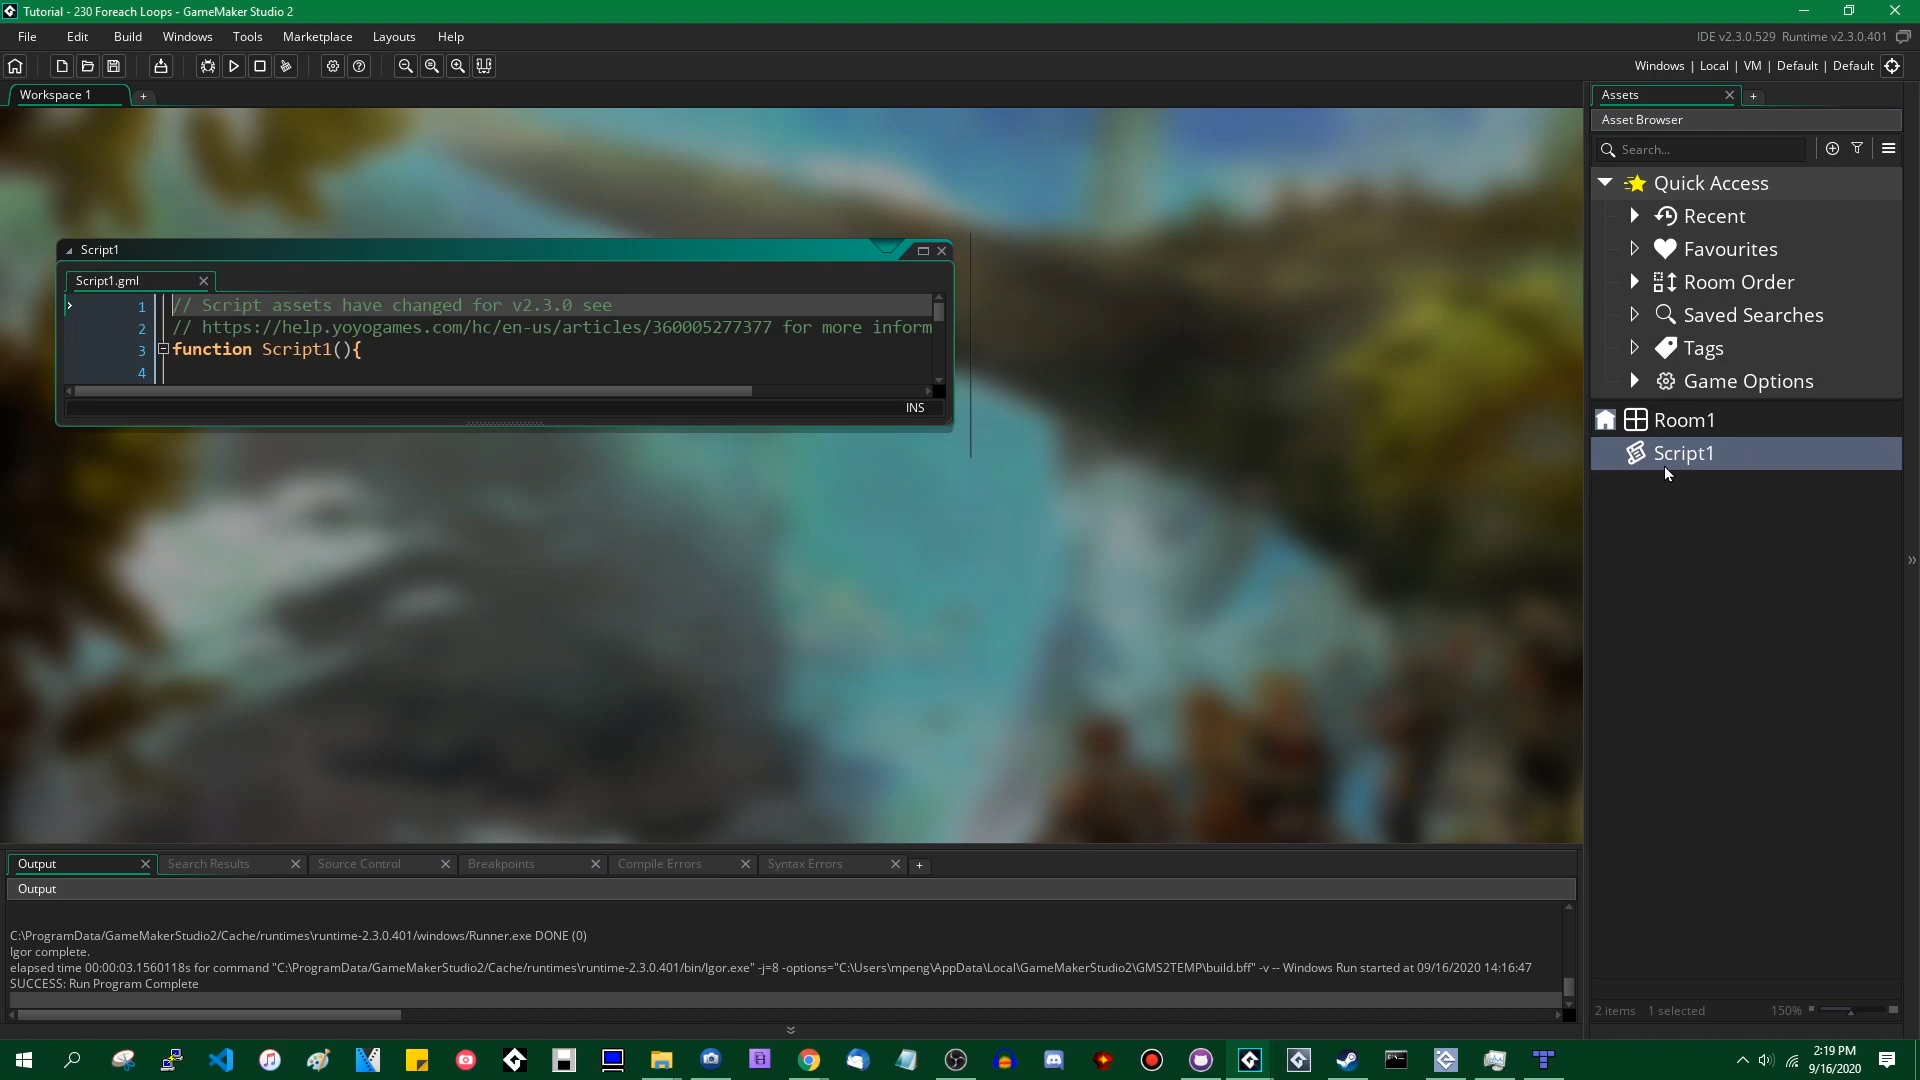 Tutorial - 230 Foreach Loops - GameMaker Studio 2
File Edit Build Windows Tools Marketplace Layouts Help
IDE v2.3.0.529 Runtime v2.3.0.401
Windows | Local | VM | Default | Default
Workspace 1
Assets
Asset Browser
Search...
Quick Access
Recent
Favourites
Room Order
Saved Searches
Tags
Game Options
Room1
Script1
Script1
Script1.gml
1 // Script assets have changed for v2.3.0 see
2 // https://help.yoyogames.com/hc/en-us/articles/360005277377 for more inform
3 function Script1(){
4
INS
Output Search Results Source Control Breakpoints Compile Errors Syntax Errors
Output
C:\ProgramData/GameMakerStudio2/Cache/runtimes\runtime-2.3.0.401/windows/Runner.exe DONE (0)
Igor complete.
elapsed time 00:00:03.1560118s for command "C:\ProgramData/GameMakerStudio2/Cache/runtimes\runtime-2.3.0.401/bin/Igor.exe" -j=8 -options="C:\Users\mpeng\AppData\Local\GameMakerStudio2\GMS2TEMP\build.bff" -v -- Windows Run started at 09/16/2020 14:16:47
SUCCESS: Run Program Complete
2 items 1 selected 150%
2:19 PM
9/16/2020